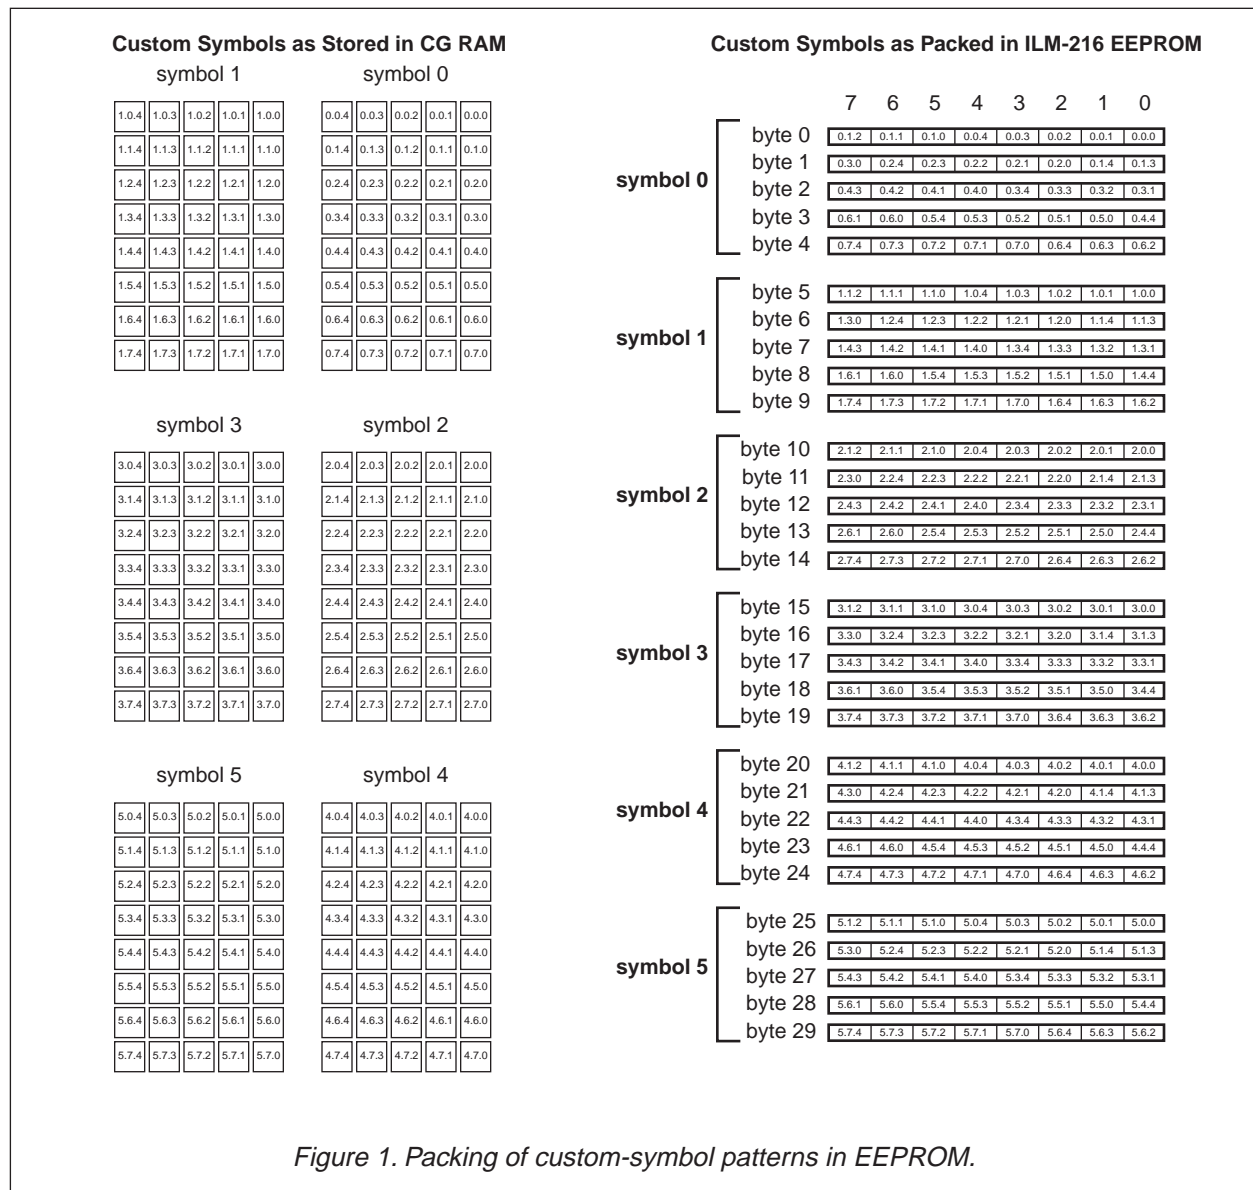 Custom Symbols as Stored in CG RAM
symbol 1 symbol 0
1.0.4 1.0.3 1.0.2 1.0.1 1.0.0 0.0.4 0.0.3 0.0.2 0.0.1 0.0.0
1.1.4 1.1.3 1.1.2 1.1.1 1.1.0 0.1.4 0.1.3 0.1.2 0.1.1 0.1.0
1.2.4 1.2.3 1.2.2 1.2.1 1.2.0 0.2.4 0.2.3 0.2.2 0.2.1 0.2.0
1.3.4 1.3.3 1.3.2 1.3.1 1.3.0 0.3.4 0.3.3 0.3.2 0.3.1 0.3.0
1.4.4 1.4.3 1.4.2 1.4.1 1.4.0 0.4.4 0.4.3 0.4.2 0.4.1 0.4.0
1.5.4 1.5.3 1.5.2 1.5.1 1.5.0 0.5.4 0.5.3 0.5.2 0.5.1 0.5.0
1.6.4 1.6.3 1.6.2 1.6.1 1.6.0 0.6.4 0.6.3 0.6.2 0.6.1 0.6.0
1.7.4 1.7.3 1.7.2 1.7.1 1.7.0 0.7.4 0.7.3 0.7.2 0.7.1 0.7.0
symbol 3 symbol 2
3.0.4 3.0.3 3.0.2 3.0.1 3.0.0 2.0.4 2.0.3 2.0.2 2.0.1 2.0.0
3.1.4 3.1.3 3.1.2 3.1.1 3.1.0 2.1.4 2.1.3 2.1.2 2.1.1 2.1.0
3.2.4 3.2.3 3.2.2 3.2.1 3.2.0 2.2.4 2.2.3 2.2.2 2.2.1 2.2.0
3.3.4 3.3.3 3.3.2 3.3.1 3.3.0 2.3.4 2.3.3 2.3.2 2.3.1 2.3.0
3.4.4 3.4.3 3.4.2 3.4.1 3.4.0 2.4.4 2.4.3 2.4.2 2.4.1 2.4.0
3.5.4 3.5.3 3.5.2 3.5.1 3.5.0 2.5.4 2.5.3 2.5.2 2.5.1 2.5.0
3.6.4 3.6.3 3.6.2 3.6.1 3.6.0 2.6.4 2.6.3 2.6.2 2.6.1 2.6.0
3.7.4 3.7.3 3.7.2 3.7.1 3.7.0 2.7.4 2.7.3 2.7.2 2.7.1 2.7.0
symbol 5 symbol 4
5.0.4 5.0.3 5.0.2 5.0.1 5.0.0 4.0.4 4.0.3 4.0.2 4.0.1 4.0.0
5.1.4 5.1.3 5.1.2 5.1.1 5.1.0 4.1.4 4.1.3 4.1.2 4.1.1 4.1.0
5.2.4 5.2.3 5.2.2 5.2.1 5.2.0 4.2.4 4.2.3 4.2.2 4.2.1 4.2.0
5.3.4 5.3.3 5.3.2 5.3.1 5.3.0 4.3.4 4.3.3 4.3.2 4.3.1 4.3.0
5.4.4 5.4.3 5.4.2 5.4.1 5.4.0 4.4.4 4.4.3 4.4.2 4.4.1 4.4.0
5.5.4 5.5.3 5.5.2 5.5.1 5.5.0 4.5.4 4.5.3 4.5.2 4.5.1 4.5.0
5.6.4 5.6.3 5.6.2 5.6.1 5.6.0 4.6.4 4.6.3 4.6.2 4.6.1 4.6.0
5.7.4 5.7.3 5.7.2 5.7.1 5.7.0 4.7.4 4.7.3 4.7.2 4.7.1 4.7.0
Custom Symbols as Packed in ILM-216 EEPROM
7 6 5 4 3 2 1 0
symbol 0
byte 0 0.1.2 0.1.1 0.1.0 0.0.4 0.0.3 0.0.2 0.0.1 0.0.0
byte 1 0.3.0 0.2.4 0.2.3 0.2.2 0.2.1 0.2.0 0.1.4 0.1.3
byte 2 0.4.3 0.4.2 0.4.1 0.4.0 0.3.4 0.3.3 0.3.2 0.3.1
byte 3 0.6.1 0.6.0 0.5.4 0.5.3 0.5.2 0.5.1 0.5.0 0.4.4
byte 4 0.7.4 0.7.3 0.7.2 0.7.1 0.7.0 0.6.4 0.6.3 0.6.2
symbol 1
byte 5 1.1.2 1.1.1 1.1.0 1.0.4 1.0.3 1.0.2 1.0.1 1.0.0
byte 6 1.3.0 1.2.4 1.2.3 1.2.2 1.2.1 1.2.0 1.1.4 1.1.3
byte 7 1.4.3 1.4.2 1.4.1 1.4.0 1.3.4 1.3.3 1.3.2 1.3.1
byte 8 1.6.1 1.6.0 1.5.4 1.5.3 1.5.2 1.5.1 1.5.0 1.4.4
byte 9 1.7.4 1.7.3 1.7.2 1.7.1 1.7.0 1.6.4 1.6.3 1.6.2
symbol 2
byte 10 2.1.2 2.1.1 2.1.0 2.0.4 2.0.3 2.0.2 2.0.1 2.0.0
byte 11 2.3.0 2.2.4 2.2.3 2.2.2 2.2.1 2.2.0 2.1.4 2.1.3
byte 12 2.4.3 2.4.2 2.4.1 2.4.0 2.3.4 2.3.3 2.3.2 2.3.1
byte 13 2.6.1 2.6.0 2.5.4 2.5.3 2.5.2 2.5.1 2.5.0 2.4.4
byte 14 2.7.4 2.7.3 2.7.2 2.7.1 2.7.0 2.6.4 2.6.3 2.6.2
symbol 3
byte 15 3.1.2 3.1.1 3.1.0 3.0.4 3.0.3 3.0.2 3.0.1 3.0.0
byte 16 3.3.0 3.2.4 3.2.3 3.2.2 3.2.1 3.2.0 3.1.4 3.1.3
byte 17 3.4.3 3.4.2 3.4.1 3.4.0 3.3.4 3.3.3 3.3.2 3.3.1
byte 18 3.6.1 3.6.0 3.5.4 3.5.3 3.5.2 3.5.1 3.5.0 3.4.4
byte 19 3.7.4 3.7.3 3.7.2 3.7.1 3.7.0 3.6.4 3.6.3 3.6.2
symbol 4
byte 20 4.1.2 4.1.1 4.1.0 4.0.4 4.0.3 4.0.2 4.0.1 4.0.0
byte 21 4.3.0 4.2.4 4.2.3 4.2.2 4.2.1 4.2.0 4.1.4 4.1.3
byte 22 4.4.3 4.4.2 4.4.1 4.4.0 4.3.4 4.3.3 4.3.2 4.3.1
byte 23 4.6.1 4.6.0 4.5.4 4.5.3 4.5.2 4.5.1 4.5.0 4.4.4
byte 24 4.7.4 4.7.3 4.7.2 4.7.1 4.7.0 4.6.4 4.6.3 4.6.2
symbol 5
byte 25 5.1.2 5.1.1 5.1.0 5.0.4 5.0.3 5.0.2 5.0.1 5.0.0
byte 26 5.3.0 5.2.4 5.2.3 5.2.2 5.2.1 5.2.0 5.1.4 5.1.3
byte 27 5.4.3 5.4.2 5.4.1 5.4.0 5.3.4 5.3.3 5.3.2 5.3.1
byte 28 5.6.1 5.6.0 5.5.4 5.5.3 5.5.2 5.5.1 5.5.0 5.4.4
byte 29 5.7.4 5.7.3 5.7.2 5.7.1 5.7.0 5.6.4 5.6.3 5.6.2
Figure 1. Packing of custom-symbol patterns in EEPROM.